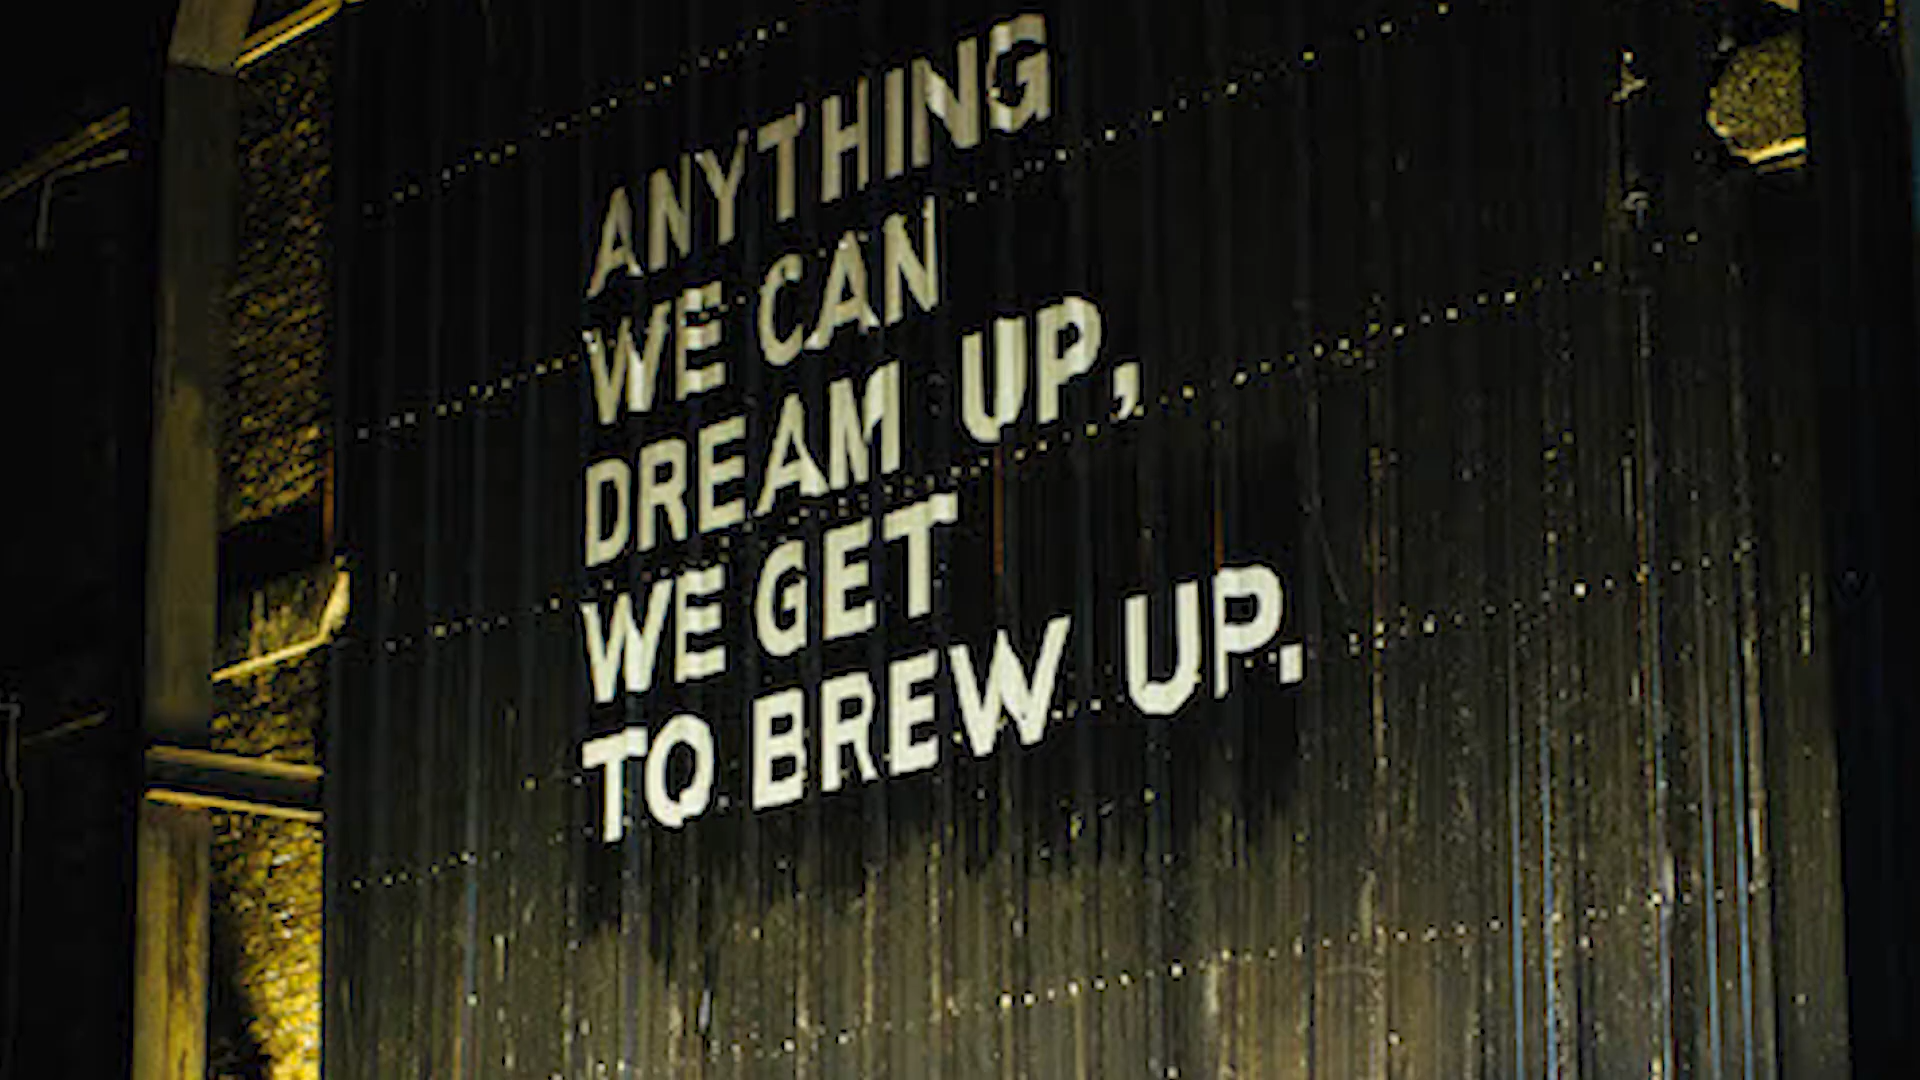 ANYTHING
WE CAN
DREAM UP,
WE GET
TO BREW UP.